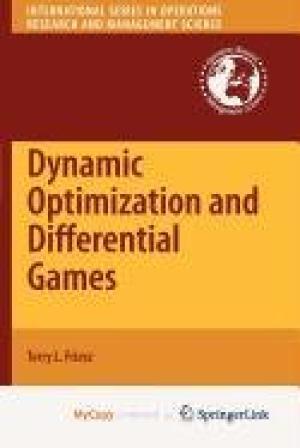 INTERNATIONAL SERIES IN OPERATIONS
RESEARCH AND MANAGEMENT SCIENCE
Dynamic
Optimization and
Differential
Games
Terry L. Friesz
MyCopy
SpringerLink